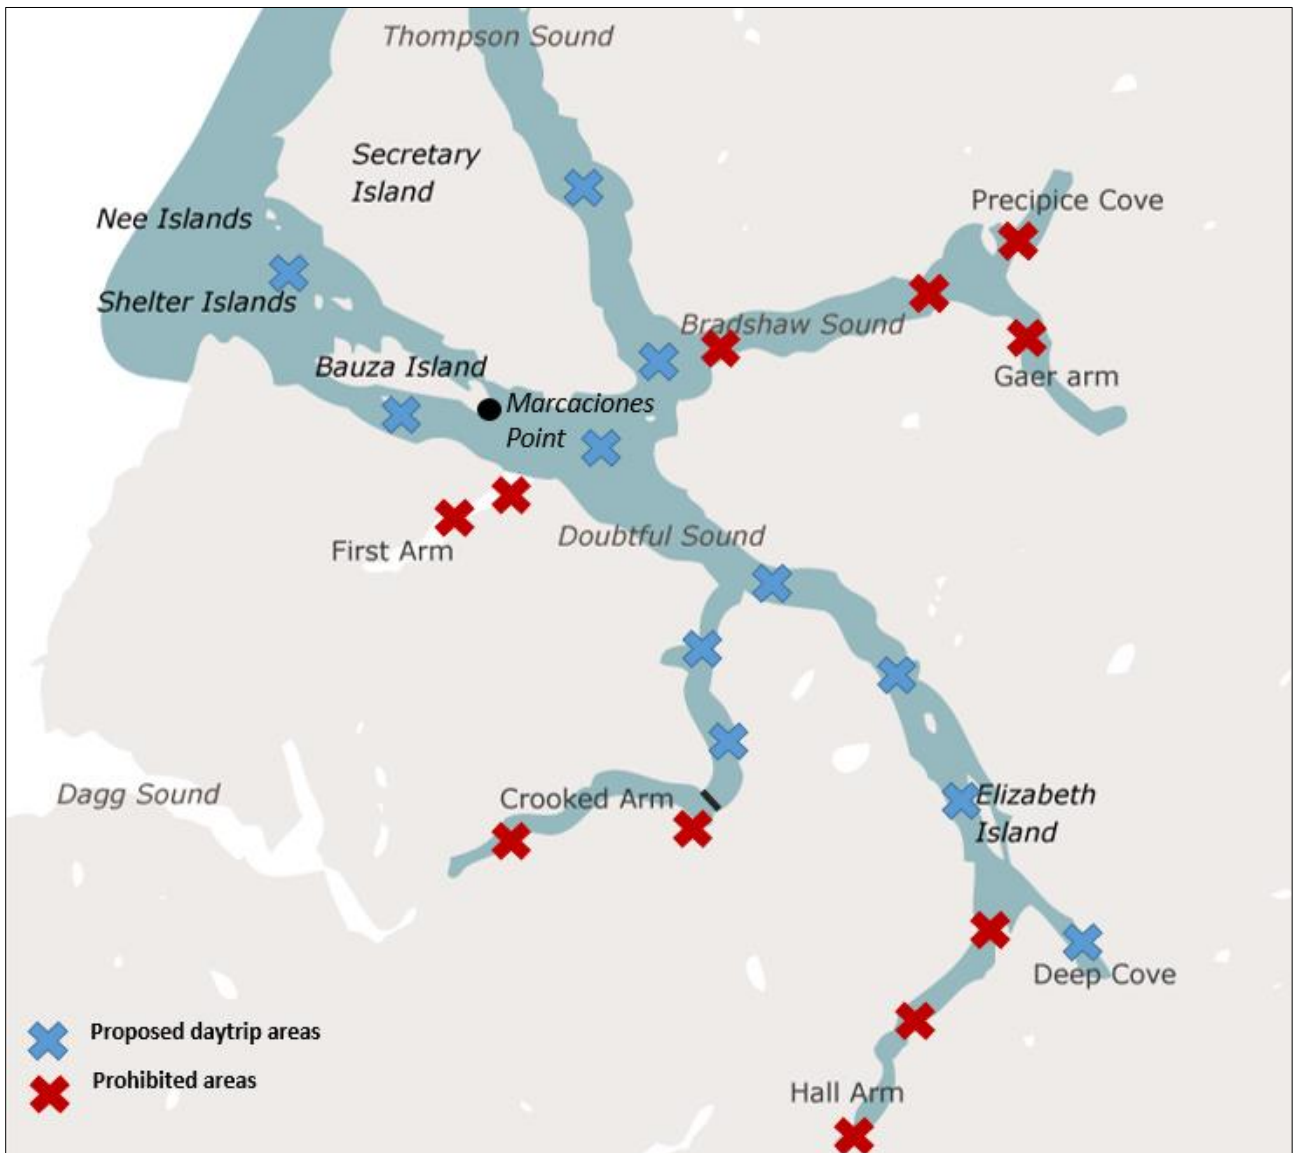 Thompson Sound
Secretary
Island
Precipice Cove
Nee Islands
Shelter Islands
Bradshaw Sound
Bauza Island
Gaer arm
Marcaciones
Point
Doubtful Sound
First Arm
Dagg Sound
Crooked Arm
Elizabeth
Island
Deep Cove
Proposed daytrip areas
Prohibited areas
Hall Arm